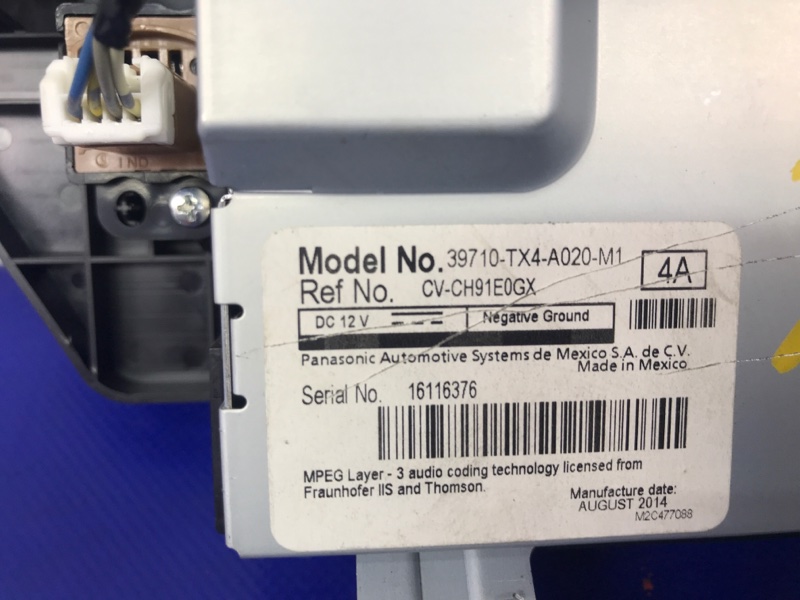 IND
Model No. 39710-TX4-A020-M1
4A
Ref No. CV-CH91E0GX
DC 12 V Negative Ground
Panasonic Automotive Systems de Mexico S.A. de C.V.
Made in Mexico
Serial No. 16116376
MPEG Layer - 3 audio coding technology licensed from
Fraunhofer IIS and Thomson.
Manufacture date:
AUGUST 2014
M2C477088